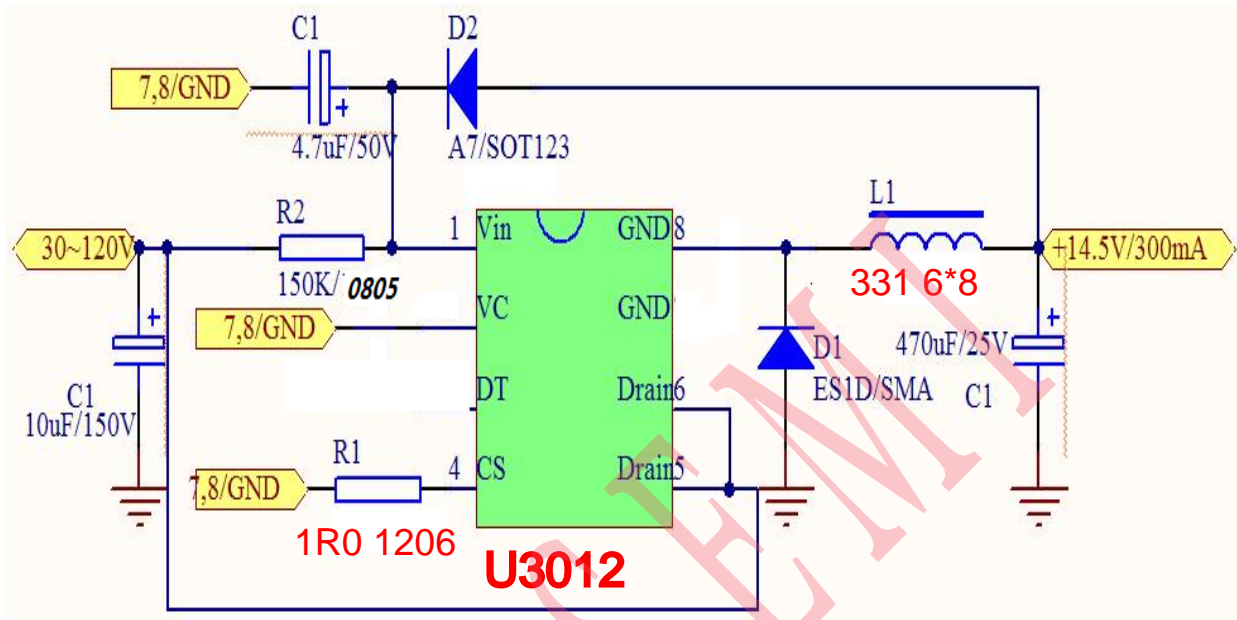 C1
D2
7,8/GND
4.7uF/50V
A7/SOT123
R2
1
Vin
GND
8
L1
30~120V
+14.5V/300mA
150K/
0805
331 6*8
7,8/GND
VC
GND
D1
470uF/25V
C1
10uF/150V
DT
Drain
6
ES1D/SMA
C1
R1
4
CS
Drain
5
7,8/GND
1R0 1206
U3012
CEMI